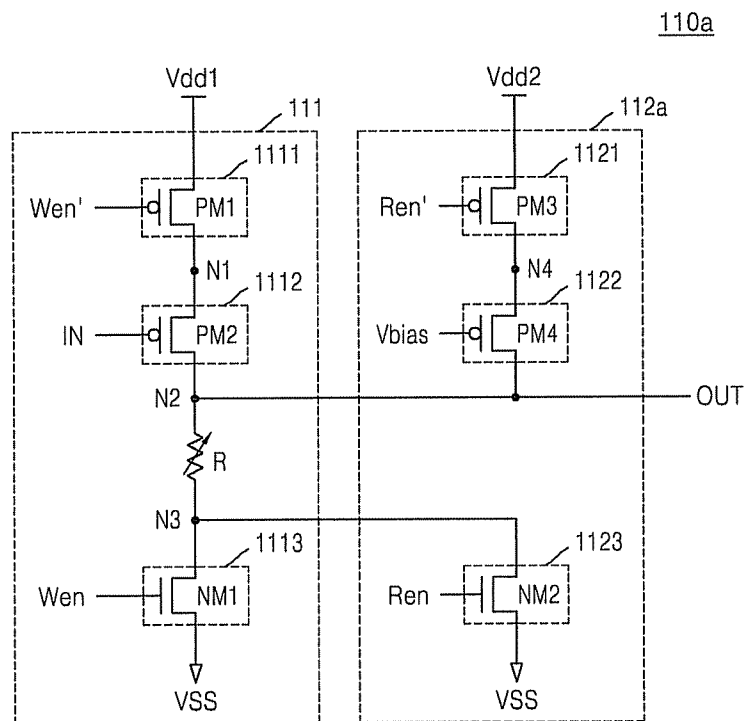 110a
Vdd1 Vdd2
111 112a
1111 1121
Wen' PM1 Ren' PM3
N1 N4
1112 1122
IN PM2 Vbias PM4
N2 OUT
R
N3
1113 1123
Wen NM1 Ren NM2
VSS VSS